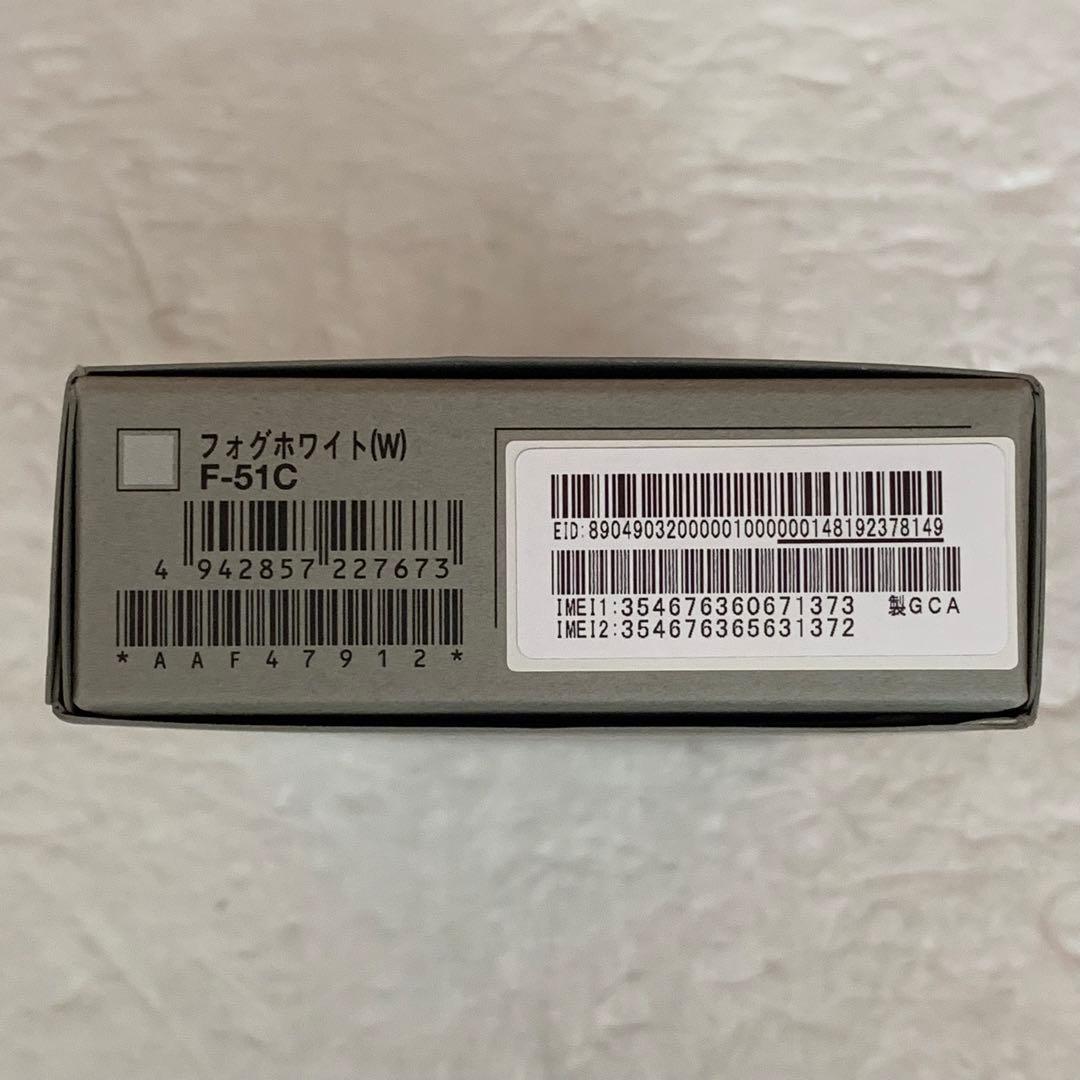 フォグホワイト(W)
F-51C
4 942857 227673
*AAF47912*
EID:89049032000001000000148192378149
IMEI1:354676360671373 製GCA
IMEI2:354676365631372